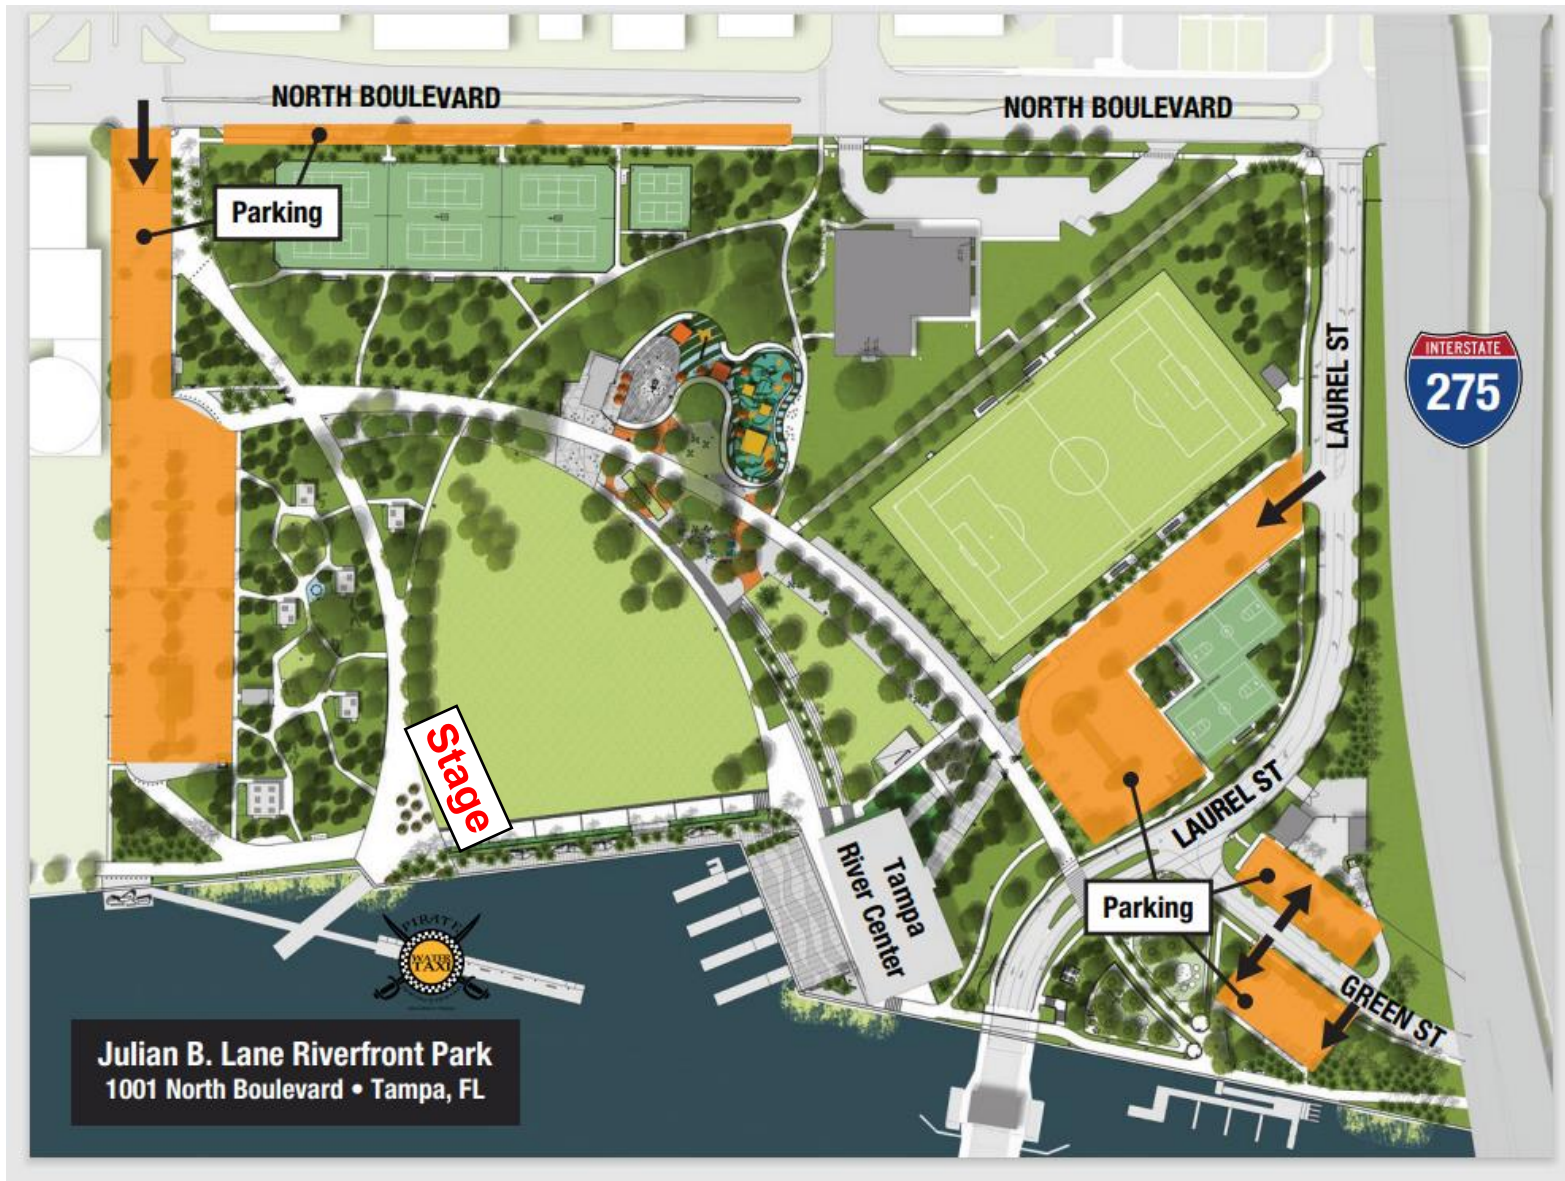 NORTH BOULEVARD
NORTH BOULEVARD
Parking
LAUREL ST
INTERSTATE
275
Stage
LAUREL ST
Tampa
River Center
Parking
PIRATE
WATER
TAXI
GREEN ST
Julian B. Lane Riverfront Park
1001 North Boulevard • Tampa, FL